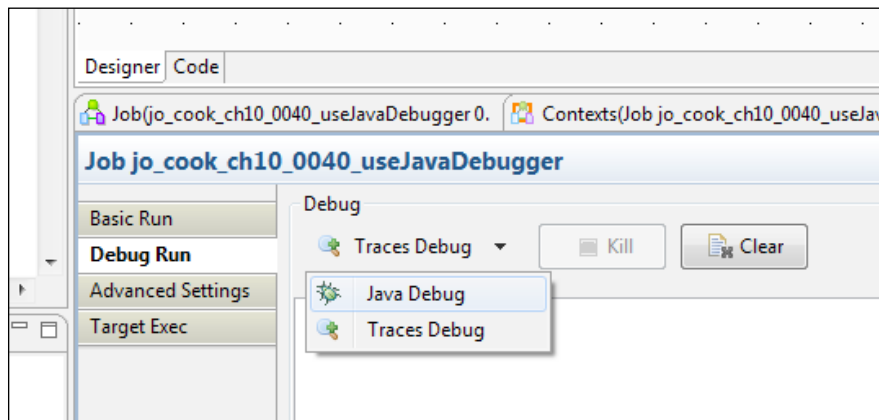 Designer Code
Job(jo_cook_ch10_0040_useJavaDebugger 0. Contexts(Job jo_cook_ch10_0040_useJav
Job jo_cook_ch10_0040_useJavaDebugger
Basic Run
Debug Run
Advanced Settings
Target Exec
Debug
Traces Debug Kill Clear
Java Debug
Traces Debug